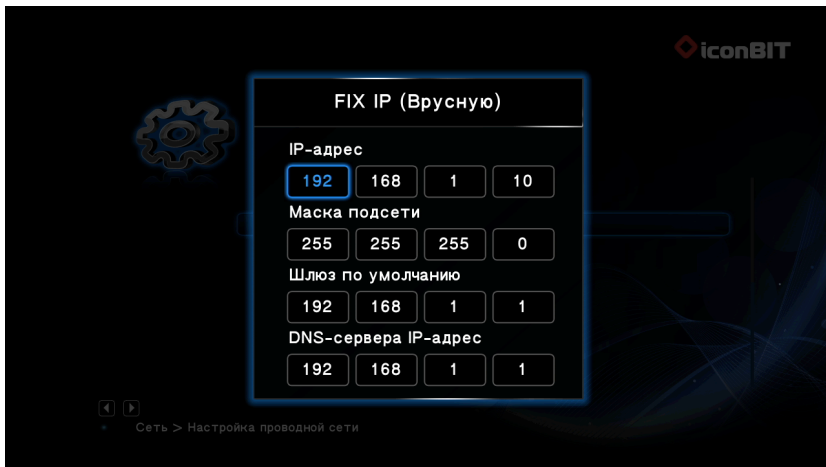 iconBIT
FIX IP (Врусную)
IP-адрес
192 168 1 10
Маска подсети
255 255 255 0
Шлюз по умолчанию
192 168 1 1
DNS-сервера IP-адрес
192 168 1 1
Сеть > Настройка проводной сети